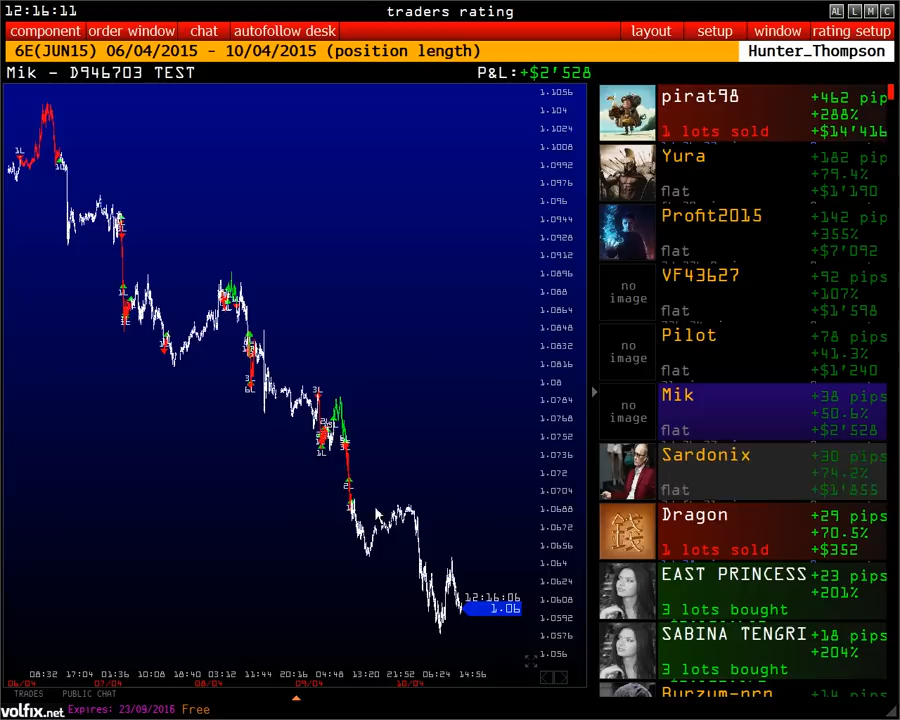 12:16:11
traders rating
AL L M C
component order window chat autofollow desk layout setup window rating setup
6E(JUN15) 06/04/2015 - 10/04/2015 (position length)
Hunter_Thompson
Mik - D946703 TEST
P&L:+$2'528
1.1056
1.104
1.1024
1.1008
1.0992
1.0976
1.096
1.0944
1.0928
1.0912
1.0896
1.088
1.0864
1.0848
1.0832
1.0816
1.08
1.0784
1.0768
1.0752
1.0736
1.072
1.0704
1.0688
1.0672
1.0656
1.064
1.0624
1.0608
1.0592
1.0576
1.056
12:16:06
1.06
08:32 17:04 01:36 10:08 18:40 03:12 11:44 20:16 04:48 13:20 21:52 06:24 14:56
06/04 07/04 08/04 09/04 10/04
TRADES PUBLIC CHAT
volfix.net Expires: 23/09/2016 Free
pirat98 +462 pip
+288%
1 lots sold +$14'416
Yura +182 pip
+79.4%
flat +$1'190
Profit2015 +142 pip
+355%
flat +$7'092
no image
VF43627 +92 pips
+107%
flat +$1'598
no image
Pilot +78 pips
+41.3%
flat +$1'240
no image
Mik +38 pips
+50.6%
flat +$2'528
Sardonix +30 pips
+74.2%
flat +$1'855
錢
Dragon +29 pips
+70.5%
1 lots sold +$352
EAST PRINCESS +23 pips
+201%
3 lots bought
SABINA TENGRI +18 pips
+204%
3 lots bought